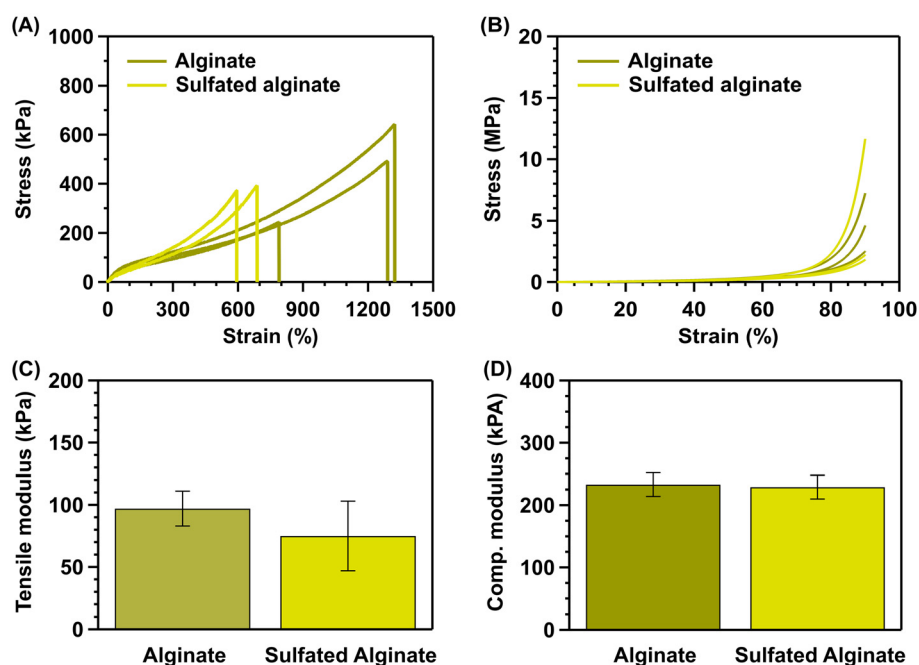 (A)
1000
800
600
400
200
0
Stress (kPa)
Alginate
Sulfated alginate
0 300 600 900 1200 1500
Strain (%)
(B)
20
15
10
5
0
Stress (MPa)
Alginate
Sulfated alginate
0 20 40 60 80 100
Strain (%)
(C)
200
150
100
50
0
Tensile modulus (kPa)
Alginate Sulfated Alginate
(D)
400
300
200
100
0
Comp. modulus (kPA)
Alginate Sulfated Alginate